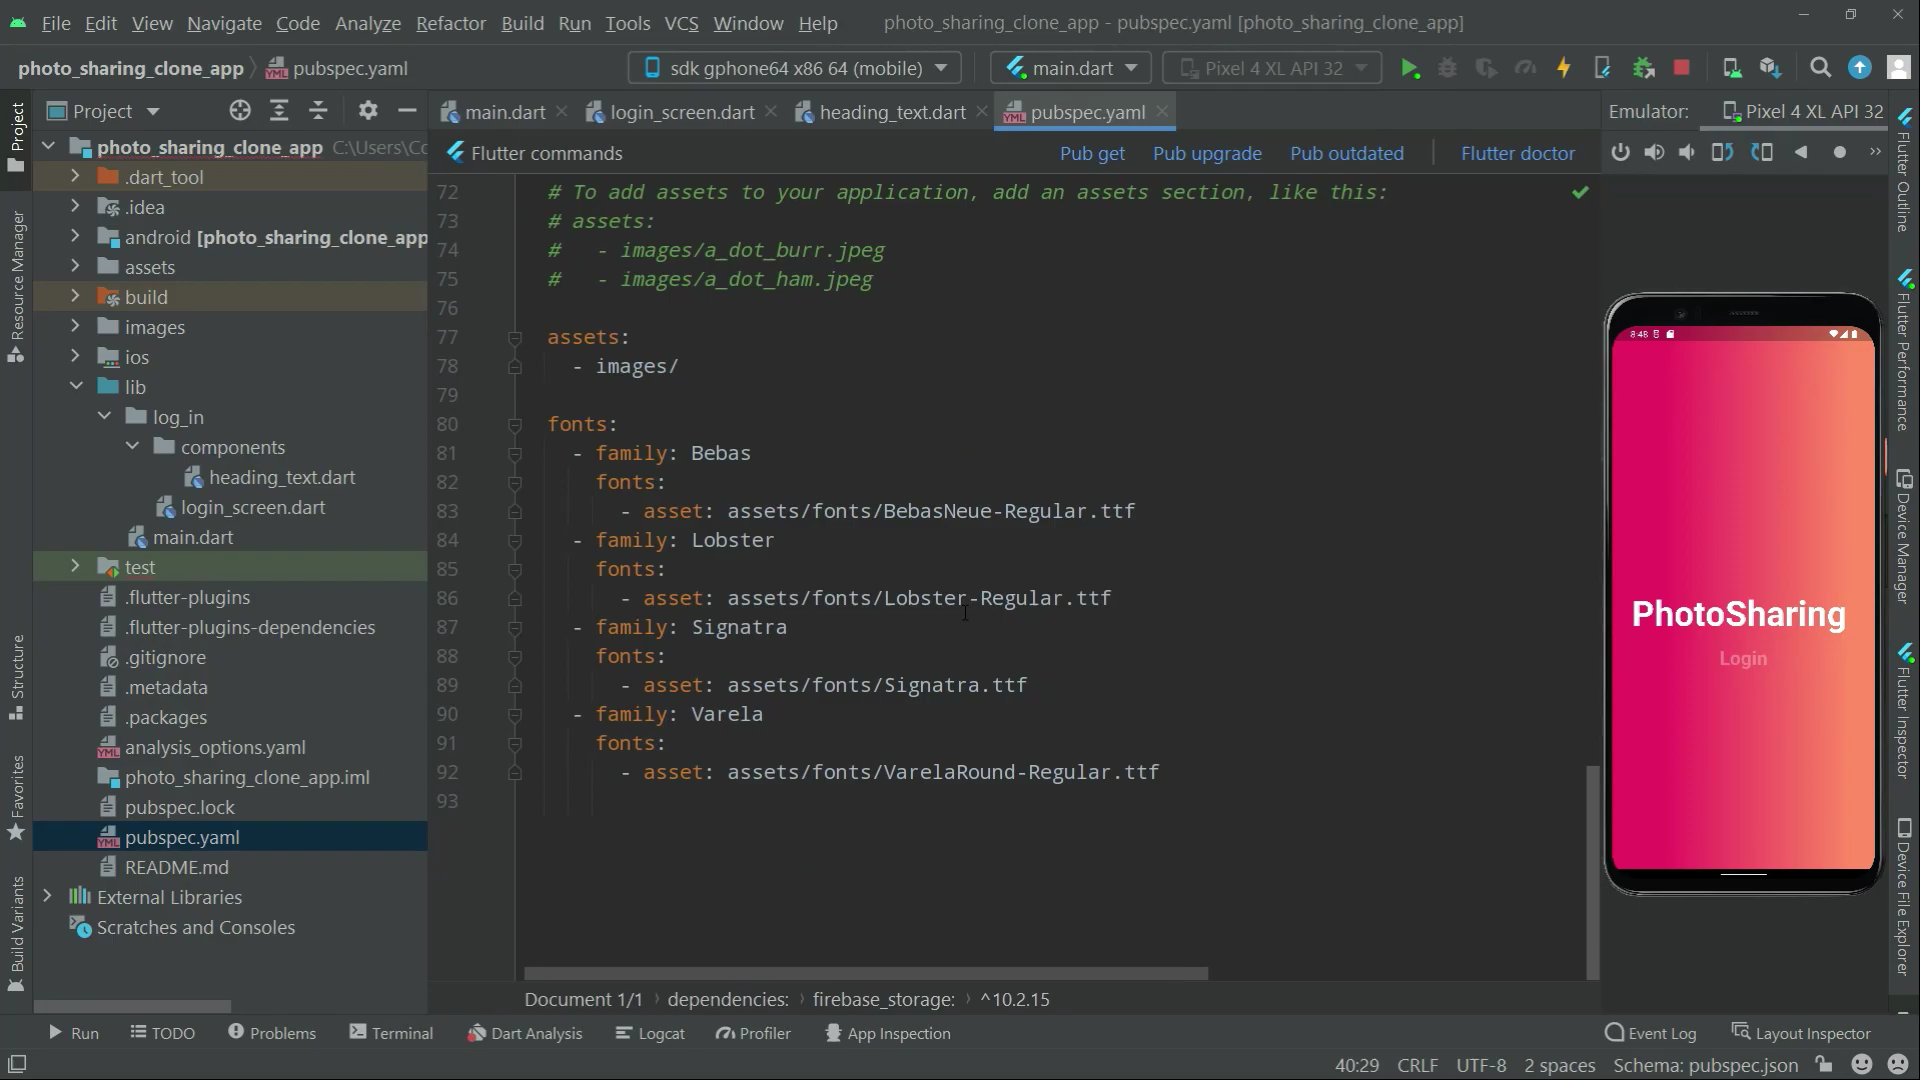 File Edit View Navigate Code Analyze Refactor Build Run Tools VCS Window Help photo_sharing_clone_app - pubspec.yaml [photo_sharing_clone_app]
photo_sharing_clone_app pubspec.yaml sdk gphone64 x86 64 (mobile) main.dart Pixel 4 XL API 32
Project main.dart login_screen.dart heading_text.dart pubspec.yaml Emulator: Pixel 4 XL API 32
Flutter commands Pub get Pub upgrade Pub outdated Flutter doctor
photo_sharing_clone_app C:\Users\Co
.dart_tool
.idea
android [photo_sharing_clone_app
assets
build
images
ios
lib
log_in
components
heading_text.dart
login_screen.dart
main.dart
test
.flutter-plugins
.flutter-plugins-dependencies
.gitignore
.metadata
.packages
analysis_options.yaml
photo_sharing_clone_app.iml
pubspec.lock
pubspec.yaml
README.md
External Libraries
Scratches and Consoles
72 # To add assets to your application, add an assets section, like this:
73 # assets:
74 #   - images/a_dot_burr.jpeg
75 #   - images/a_dot_ham.jpeg
76
77 assets:
78   - images/
79
80 fonts:
81   - family: Bebas
82     fonts:
83       - asset: assets/fonts/BebasNeue-Regular.ttf
84   - family: Lobster
85     fonts:
86       - asset: assets/fonts/Lobster-Regular.ttf
87   - family: Signatra
88     fonts:
89       - asset: assets/fonts/Signatra.ttf
90   - family: Varela
91     fonts:
92       - asset: assets/fonts/VarelaRound-Regular.ttf
93
8:48
PhotoSharing
Login
Project
Resource Manager
Structure
Favorites
Build Variants
Flutter Outline
Flutter Performance
Device Manager
Flutter Inspector
Device File Explorer
Document 1/1 dependencies: firebase_storage: ^10.2.15
Run TODO Problems Terminal Dart Analysis Logcat Profiler App Inspection Event Log Layout Inspector
40:29 CRLF UTF-8 2 spaces Schema: pubspec.json